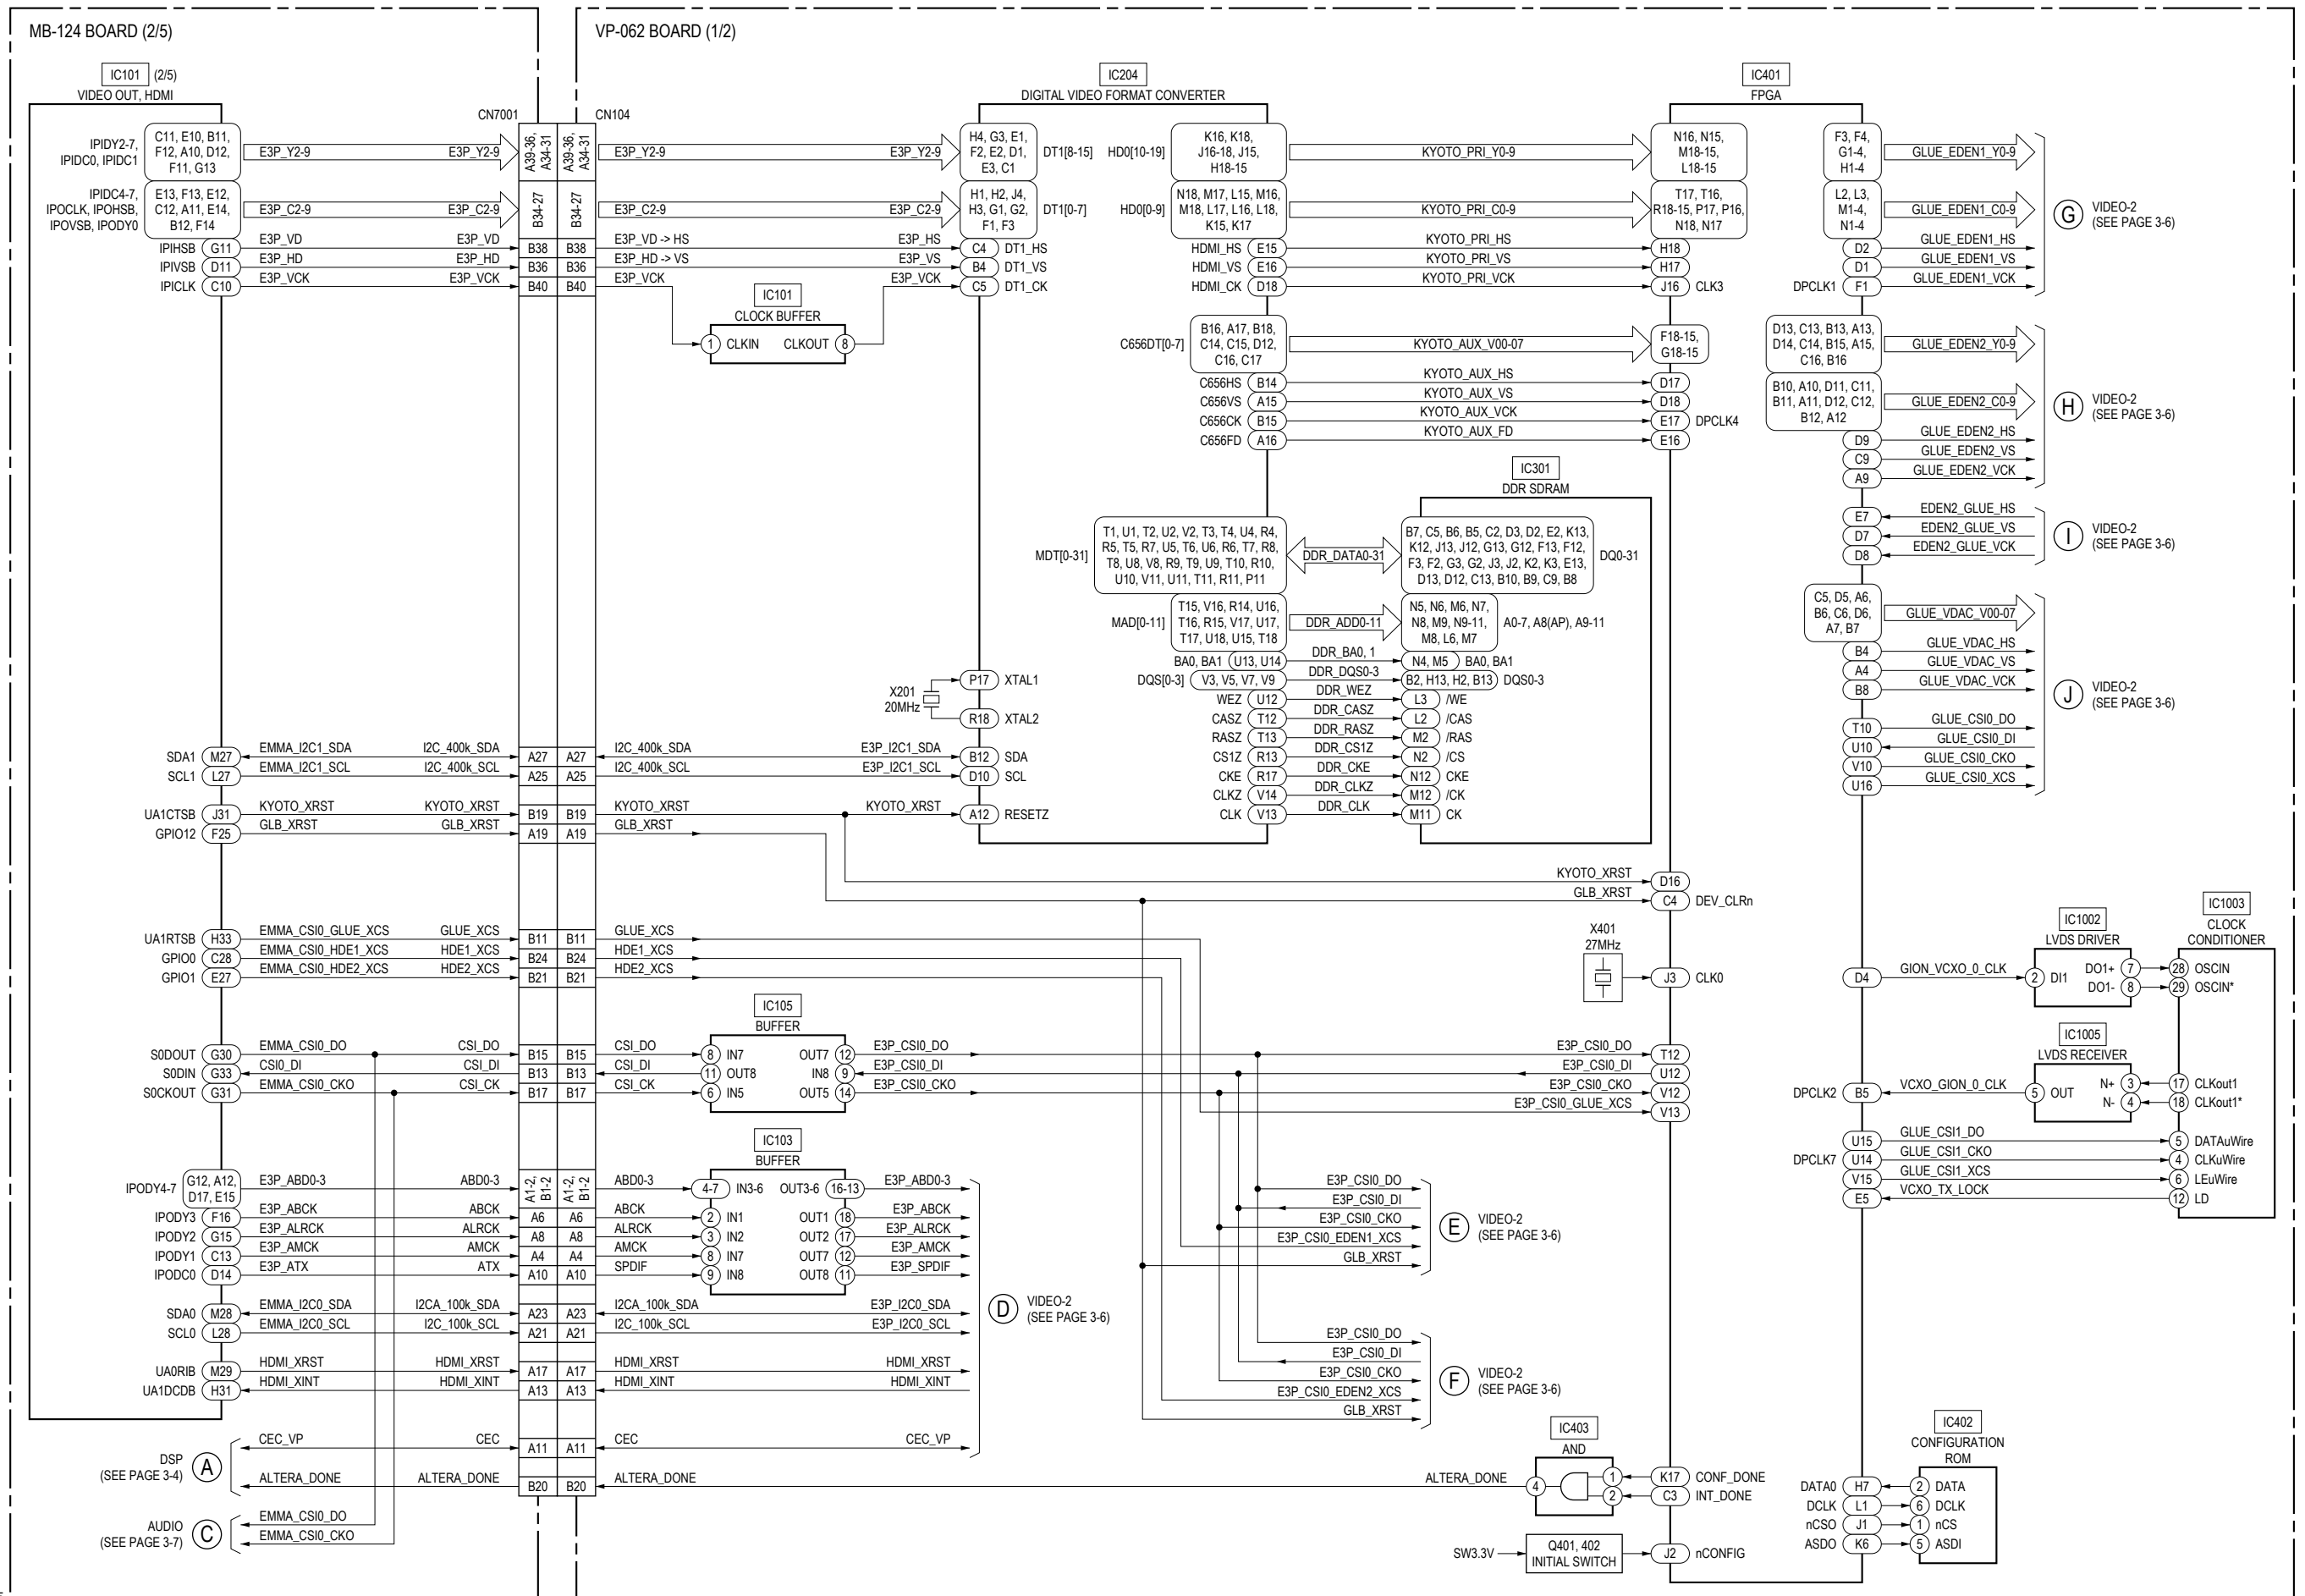 MB-124 BOARD (2/5)
VP-062 BOARD (1/2)
IC101 (2/5)
VIDEO OUT, HDMI
CN7001
CN104
IC204
DIGITAL VIDEO FORMAT CONVERTER
IC401
FPGA
IPIDY2-7,
IPIDC0, IPIDC1
C11, E10, B11,
F12, A10, D12,
F11, G13
E3P_Y2-9 E3P_Y2-9
A39-36,
A34-31
A39-36,
A34-31
E3P_Y2-9 E3P_Y2-9
H4, G3, E1,
F2, E2, D1,
E3, C1
DT1[8-15]
HD0[10-19]
K16, K18,
J16-18, J15,
H18-15
KYOTO_PRI_Y0-9
N16, N15,
M18-15,
L18-15
F3, F4,
G1-4,
H1-4
GLUE_EDEN1_Y0-9
IPIDC4-7,
IPOCLK, IPOHSB,
IPOVSB, IPODY0
E13, F13, E12,
C12, A11, E14,
B12, F14
E3P_C2-9 E3P_C2-9
B34-27
B34-27
E3P_C2-9 E3P_C2-9
H1, H2, J4,
H3, G1, G2,
F1, F3
DT1[0-7]
HD0[0-9]
N18, M17, L15, M16,
M18, L17, L16, L18,
K15, K17
KYOTO_PRI_C0-9
T17, T16,
R18-15, P17, P16,
N18, N17
L2, L3,
M1-4,
N1-4
GLUE_EDEN1_C0-9
G VIDEO-2
(SEE PAGE 3-6)
IPIHSB G11 E3P_VD E3P_VD B38 B38 E3P_VD -> HS E3P_HS C4 DT1_HS
HDMI_HS E15 KYOTO_PRI_HS H18
D2 GLUE_EDEN1_HS
IPIVSB D11 E3P_HD E3P_HD B36 B36 E3P_HD -> VS E3P_VS B4 DT1_VS
HDMI_VS E16 KYOTO_PRI_VS H17
D1 GLUE_EDEN1_VS
IPICLK C10 E3P_VCK E3P_VCK B40 B40 E3P_VCK E3P_VCK C5 DT1_CK
HDMI_CK D18 KYOTO_PRI_VCK J16 CLK3
DPCLK1 F1 GLUE_EDEN1_VCK
IC101
CLOCK BUFFER
1 CLKIN CLKOUT 8
C656DT[0-7]
B16, A17, B18,
C14, C15, D12,
C16, C17
KYOTO_AUX_V00-07
F18-15,
G18-15
D13, C13, B13, A13,
D14, C14, B15, A15,
C16, B16
GLUE_EDEN2_Y0-9
C656HS B14 KYOTO_AUX_HS D17
C656VS A15 KYOTO_AUX_VS D18
C656CK B15 KYOTO_AUX_VCK E17 DPCLK4
C656FD A16 KYOTO_AUX_FD E16
B10, A10, D11, C11,
B11, A11, D12, C12,
B12, A12
GLUE_EDEN2_C0-9
H VIDEO-2
(SEE PAGE 3-6)
D9 GLUE_EDEN2_HS
C9 GLUE_EDEN2_VS
A9 GLUE_EDEN2_VCK
IC301
DDR SDRAM
E7 EDEN2_GLUE_HS
D7 EDEN2_GLUE_VS
D8 EDEN2_GLUE_VCK
I VIDEO-2
(SEE PAGE 3-6)
MDT[0-31]
T1, U1, T2, U2, V2, T3, T4, U4, R4,
R5, T5, R7, U5, T6, U6, R6, T7, R8,
T8, U8, V8, R9, T9, U9, T10, R10,
U10, V11, U11, T11, R11, P11
DDR_DATA0-31
B7, C5, B6, B5, C2, D3, D2, E2, K13,
K12, J13, J12, G13, G12, F13, F12,
F3, F2, G3, G2, J3, J2, K2, K3, E13,
D13, D12, C13, B10, B9, C9, B8
DQ0-31
MAD[0-11]
T15, V16, R14, U16,
T16, R15, V17, U17,
T17, U18, U15, T18
DDR_ADD0-11
N5, N6, M6, N7,
N8, M9, N9-11,
M8, L6, M7
A0-7, A8(AP), A9-11
C5, D5, A6,
B6, C6, D6,
A7, B7
GLUE_VDAC_V00-07
BA0, BA1 U13, U14 DDR_BA0, 1 N4, M5 BA0, BA1
DQS[0-3] V3, V5, V7, V9 DDR_DQS0-3 B2, H13, H2, B13 DQS0-3
WEZ U12 DDR_WEZ L3 /WE
CASZ T12 DDR_CASZ L2 /CAS
RASZ T13 DDR_RASZ M2 /RAS
CS1Z R13 DDR_CS1Z N2 /CS
CKE R17 DDR_CKE N12 CKE
CLKZ V14 DDR_CLKZ M12 /CK
CLK V13 DDR_CLK M11 CK
B4 GLUE_VDAC_HS
A4 GLUE_VDAC_VS
B8 GLUE_VDAC_VCK
T10 GLUE_CSI0_DO
U10 GLUE_CSI0_DI
V10 GLUE_CSI0_CKO
U16 GLUE_CSI0_XCS
J VIDEO-2
(SEE PAGE 3-6)
X201
20MHz
P17 XTAL1
R18 XTAL2
SDA1 M27 EMMA_I2C1_SDA I2C_400k_SDA A27 A27 I2C_400k_SDA E3P_I2C1_SDA B12 SDA
SCL1 L27 EMMA_I2C1_SCL I2C_400k_SCL A25 A25 I2C_400k_SCL E3P_I2C1_SCL D10 SCL
UA1CTSB J31 KYOTO_XRST KYOTO_XRST B19 B19 KYOTO_XRST KYOTO_XRST A12 RESETZ
GPIO12 F25 GLB_XRST GLB_XRST A19 A19 GLB_XRST
KYOTO_XRST D16
GLB_XRST C4 DEV_CLRn
UA1RTSB H33 EMMA_CSI0_GLUE_XCS GLUE_XCS B11 B11 GLUE_XCS
GPIO0 C28 EMMA_CSI0_HDE1_XCS HDE1_XCS B24 B24 HDE1_XCS
GPIO1 E27 EMMA_CSI0_HDE2_XCS HDE2_XCS B21 B21 HDE2_XCS
X401
27MHz
J3 CLK0
IC1002
LVDS DRIVER
IC1003
CLOCK
CONDITIONER
D4 GION_VCXO_0_CLK 2 DI1 DO1+ 7 28 OSCIN
DO1- 8 29 OSCIN*
IC1005
LVDS RECEIVER
DPCLK2 B5 VCXO_GION_0_CLK 5 OUT N+ 3 17 CLKout1
N- 4 18 CLKout1*
U15 GLUE_CSI1_DO 5 DATAuWire
DPCLK7 U14 GLUE_CSI1_CKO 4 CLKuWire
V15 GLUE_CSI1_XCS 6 LEuWire
E5 VCXO_TX_LOCK 12 LD
IC105
BUFFER
S0DOUT G30 EMMA_CSI0_DO CSI_DO B15 B15 CSI_DO 8 IN7 OUT7 12 E3P_CSI0_DO E3P_CSI0_DO T12
S0DIN G33 CSI0_DI CSI_DI B13 B13 CSI_DI 11 OUT8 IN8 9 E3P_CSI0_DI E3P_CSI0_DI U12
S0CKOUT G31 EMMA_CSI0_CKO CSI_CK B17 B17 CSI_CK 6 IN5 OUT5 14 E3P_CSI0_CKO E3P_CSI0_CKO V12
E3P_CSI0_GLUE_XCS V13
IC103
BUFFER
IPODY4-7
G12, A12,
D17, E15
E3P_ABD0-3 ABD0-3
A1-2,
B1-2
A1-2,
B1-2
ABD0-3 4-7 IN3-6 OUT3-6 16-13 E3P_ABD0-3
IPODY3 F16 E3P_ABCK ABCK A6 A6 ABCK 2 IN1 OUT1 18 E3P_ABCK
IPODY2 G15 E3P_ALRCK ALRCK A8 A8 ALRCK 3 IN2 OUT2 17 E3P_ALRCK
IPODY1 C13 E3P_AMCK AMCK A4 A4 AMCK 8 IN7 OUT7 12 E3P_AMCK
IPODC0 D14 E3P_ATX ATX A10 A10 SPDIF 9 IN8 OUT8 11 E3P_SPDIF
SDA0 M28 EMMA_I2C0_SDA I2CA_100k_SDA A23 A23 I2CA_100k_SDA E3P_I2C0_SDA
SCL0 L28 EMMA_I2C0_SCL I2C_100k_SCL A21 A21 I2C_100k_SCL E3P_I2C0_SCL
D VIDEO-2
(SEE PAGE 3-6)
UA0RIB M29 HDMI_XRST HDMI_XRST A17 A17 HDMI_XRST HDMI_XRST
UA1DCDB H31 HDMI_XINT HDMI_XINT A13 A13 HDMI_XINT HDMI_XINT
E3P_CSI0_DO
E3P_CSI0_DI
E3P_CSI0_CKO
E3P_CSI0_EDEN1_XCS
GLB_XRST
E VIDEO-2
(SEE PAGE 3-6)
E3P_CSI0_DO
E3P_CSI0_DI
E3P_CSI0_CKO
E3P_CSI0_EDEN2_XCS
GLB_XRST
F VIDEO-2
(SEE PAGE 3-6)
DSP
(SEE PAGE 3-4) A
CEC_VP CEC A11 A11 CEC CEC_VP
ALTERA_DONE ALTERA_DONE B20 B20 ALTERA_DONE ALTERA_DONE
IC403
AND
4 1 K17 CONF_DONE
2 C3 INT_DONE
AUDIO
(SEE PAGE 3-7) C
EMMA_CSI0_DO
EMMA_CSI0_CKO
SW3.3V
Q401, 402
INITIAL SWITCH
J2 nCONFIG
IC402
CONFIGURATION
ROM
DATA0 H7 2 DATA
DCLK L1 6 DCLK
nCSO J1 1 nCS
ASDO K6 5 ASDI